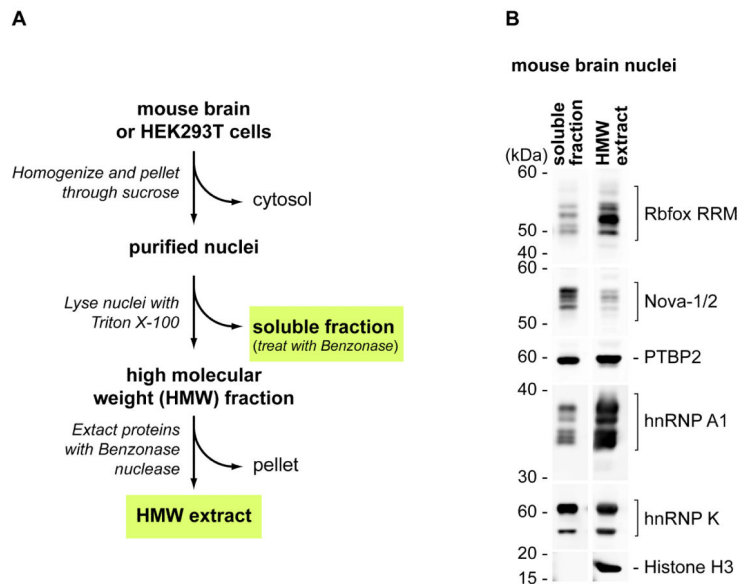 A
mouse brain
or HEK293T cells
Homogenize and pellet
through sucrose
cytosol
purified nuclei
Lyse nuclei with
Triton X-100
soluble fraction
(treat with Benzonase)
high molecular
weight (HMW) fraction
Extact proteins
with Benzonase
nuclease
pellet
HMW extract
B
mouse brain nuclei
(kDa)
soluble
fraction
HMW
extract
60 -
50 -
40 -
Rbfox RRM
60 -
50 -
Nova-1/2
60 -
- PTBP2
40 -
30 -
hnRNP A1
60 -
40 -
hnRNP K
20 -
15 -
- Histone H3